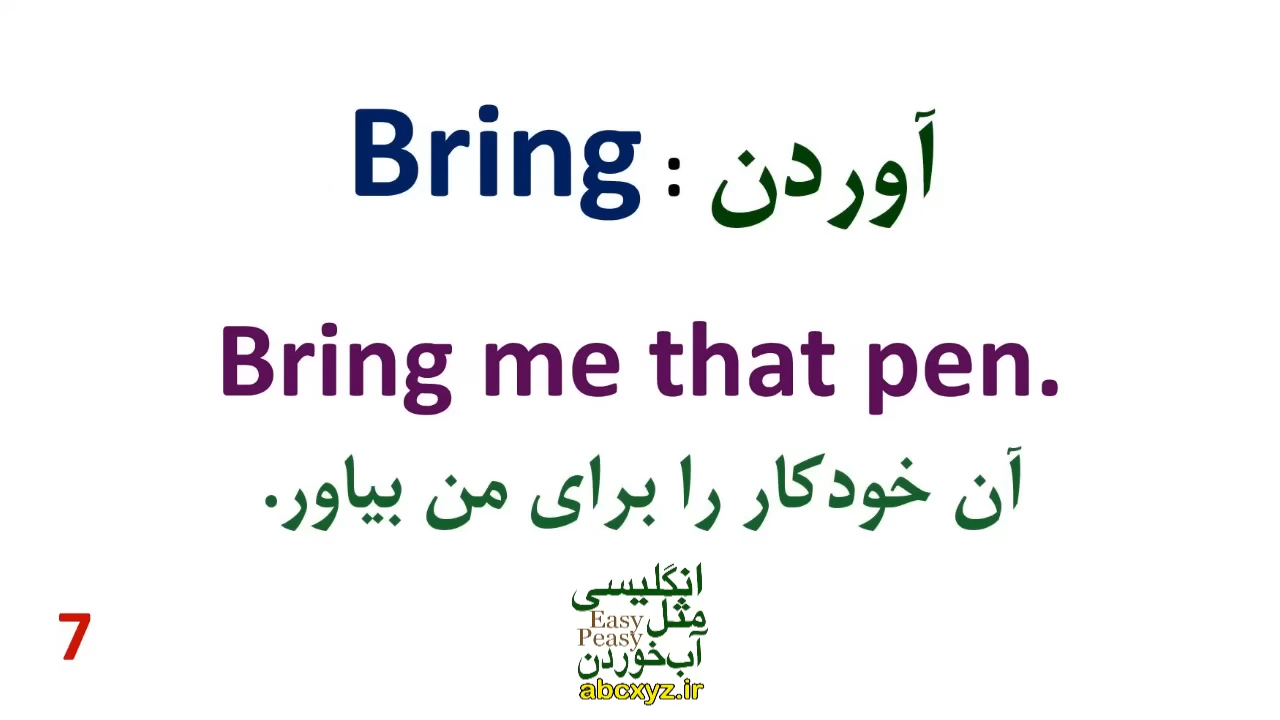 Bring : آوردن
Bring me that pen.
آن خودکار را برای من بیاور.
7
انگلیسی
مثل
Easy
Peasy
آب خوردن
abcxyz.ir